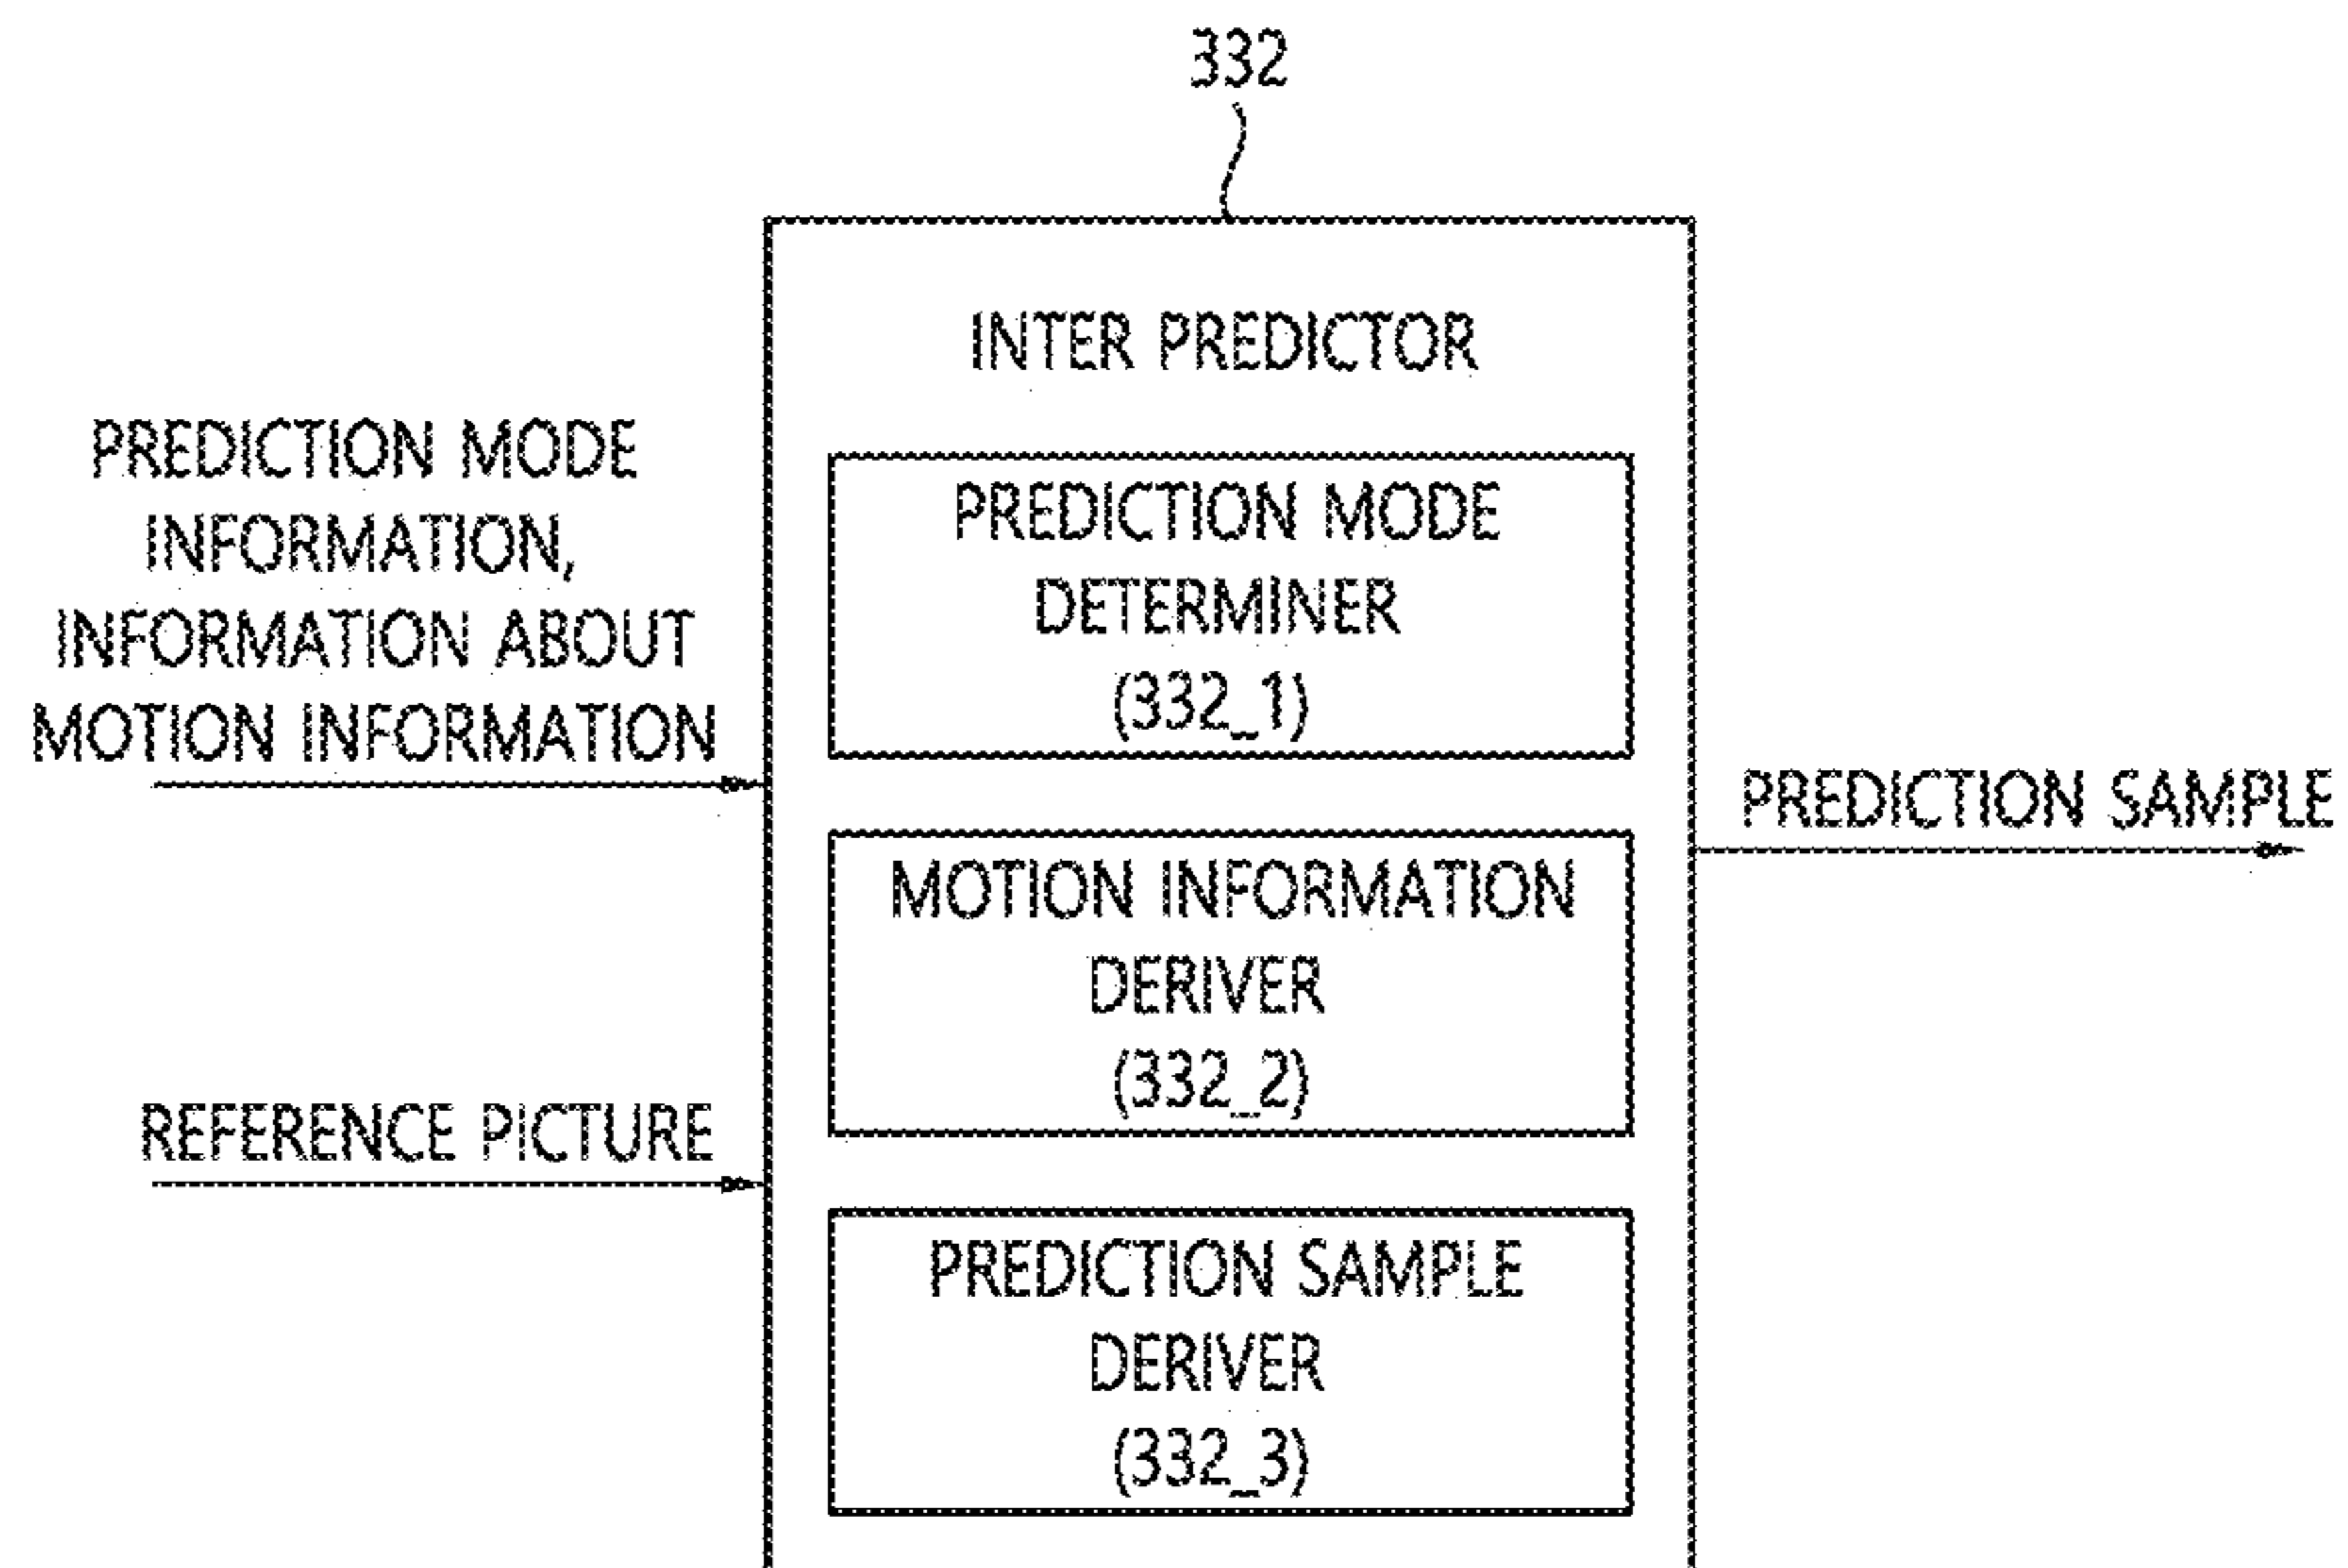 332
INTER PREDICTOR
PREDICTION MODE
INFORMATION,
INFORMATION ABOUT
MOTION INFORMATION
REFERENCE PICTURE
PREDICTION MODE
DETERMINER
(332_1)
MOTION INFORMATION
DERIVER
(332_2)
PREDICTION SAMPLE
DERIVER
(332_3)
PREDICTION SAMPLE